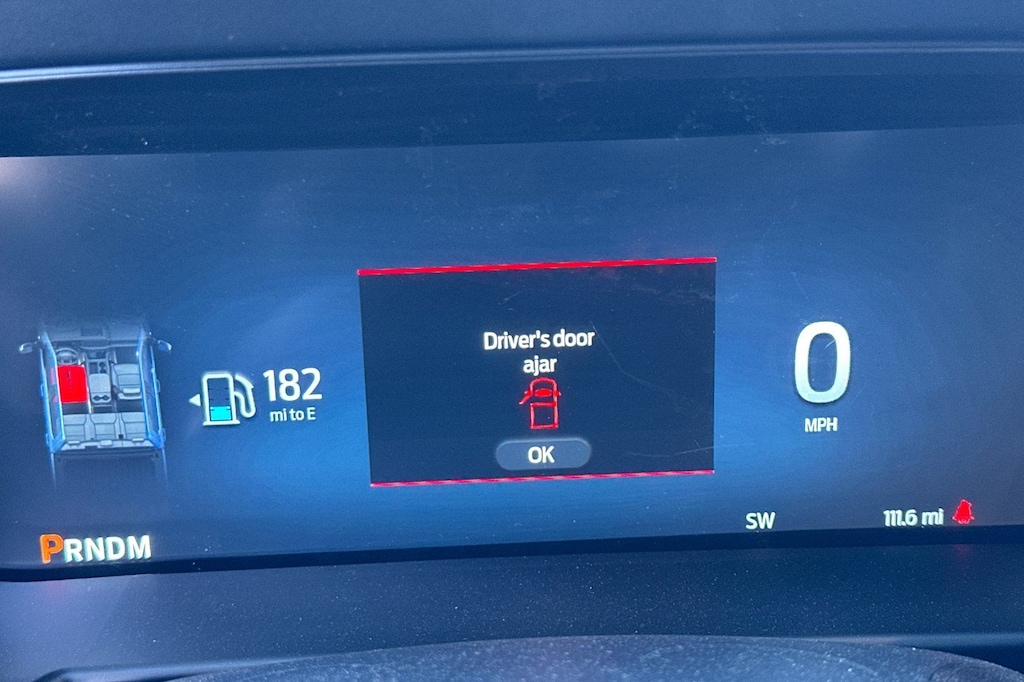 Driver's door
ajar
OK
182
mi to E
0
MPH
SW
111.6 mi
PRNDM